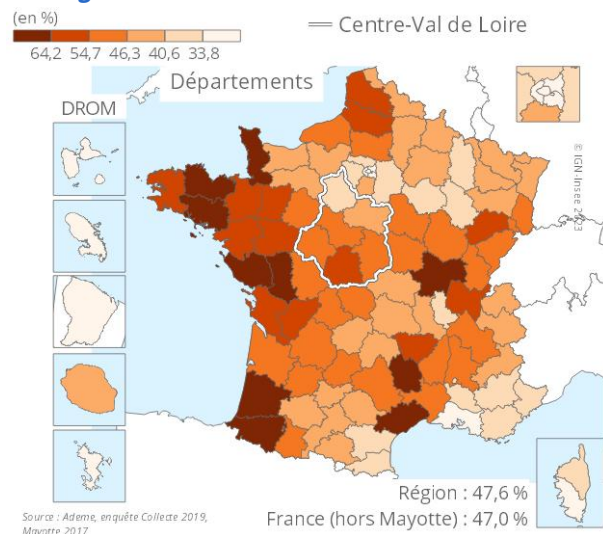 (en %)
64,2 54,7 46,3 40,6 33,8
Centre-Val de Loire
Départements
DROM
© IGN-Insee 2023
Région : 47,6 %
France (hors Mayotte) : 47,0 %
Source : Ademe, enquête Collecte 2019,
Mayotte 2017